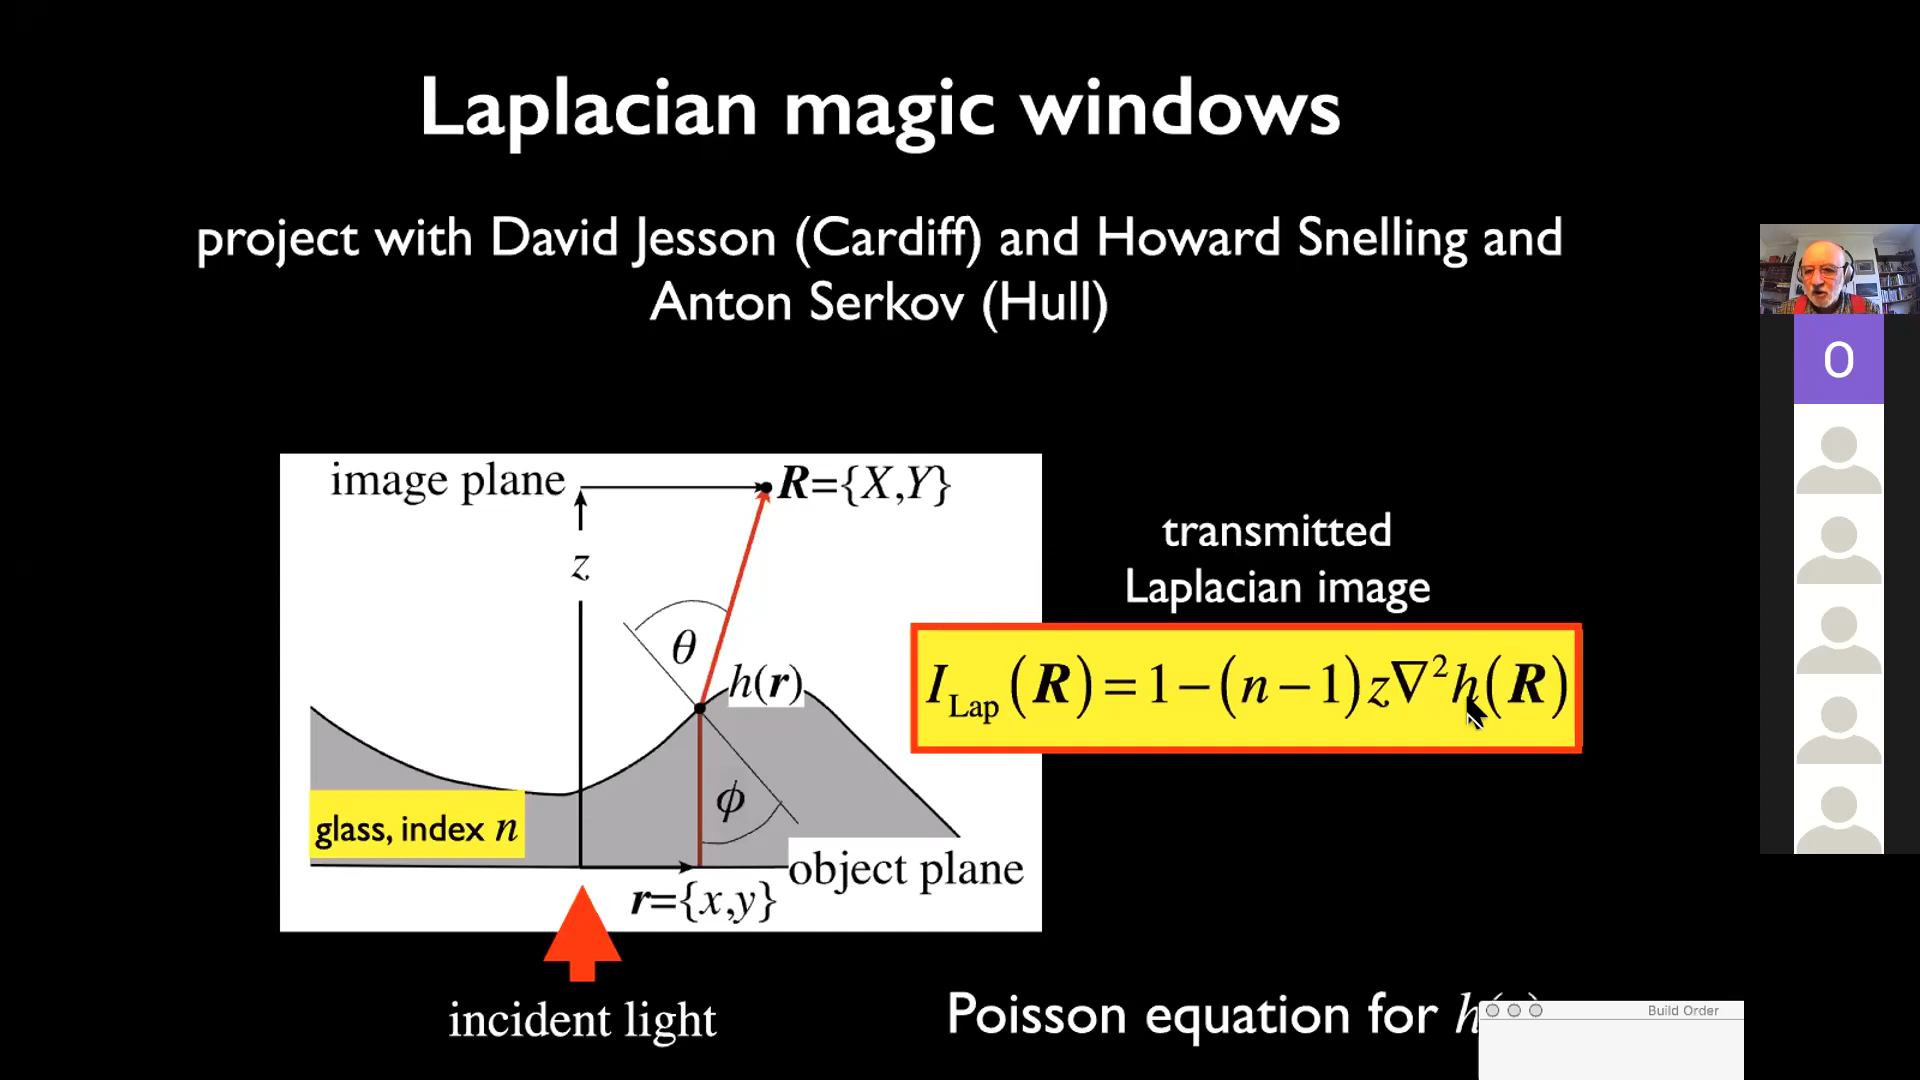 Laplacian magic windows
project with David Jesson (Cardiff) and Howard Snelling and
Anton Serkov (Hull)
image plane
R={X,Y}
z
θ
h(r)
ϕ
glass, index n
object plane
r={x,y}
incident light
transmitted
Laplacian image
I_Lap(R)=1−(n−1)z∇²h(R)
Poisson equation for h
Build Order
O